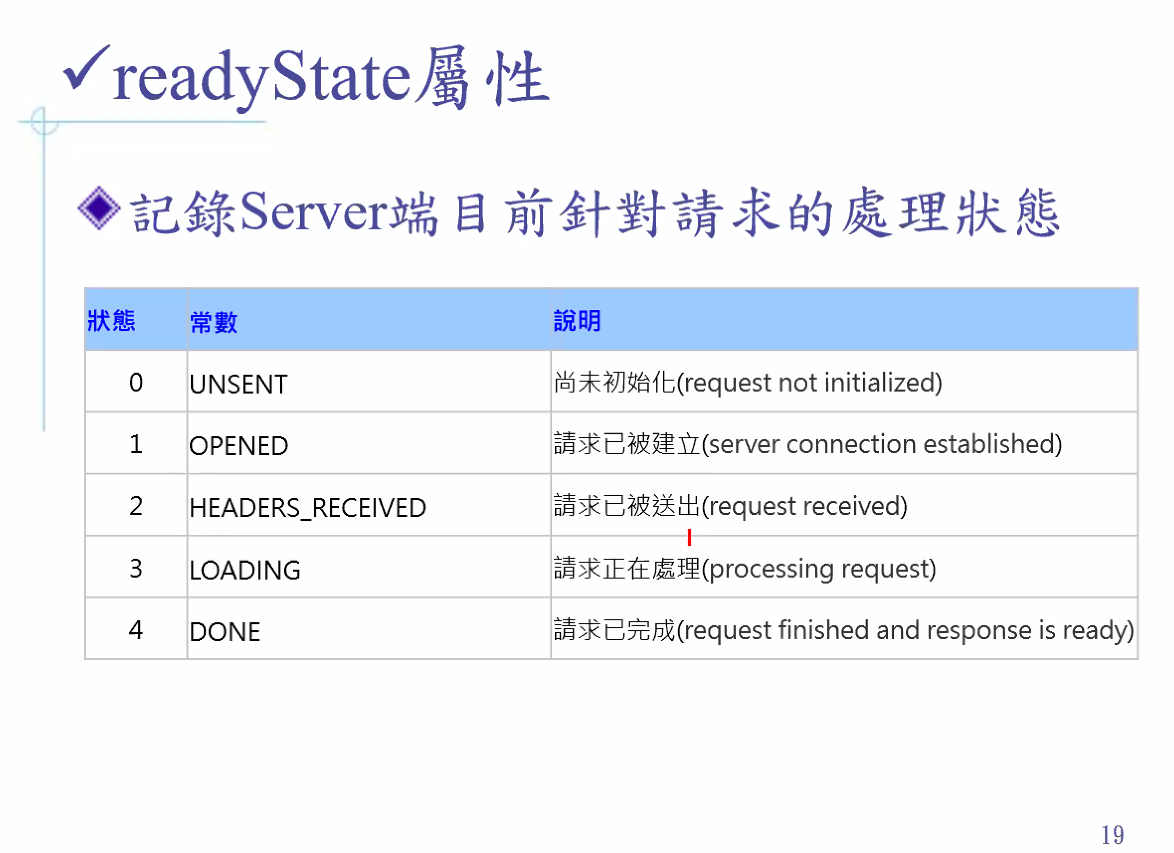 ✓readyState屬性
◆記錄Server端目前針對請求的處理狀態
狀態 常數 說明
0 UNSENT 尚未初始化(request not initialized)
1 OPENED 請求已被建立(server connection established)
2 HEADERS_RECEIVED 請求已被送出(request received)
3 LOADING 請求正在處理(processing request)
4 DONE 請求已完成(request finished and response is ready)
19